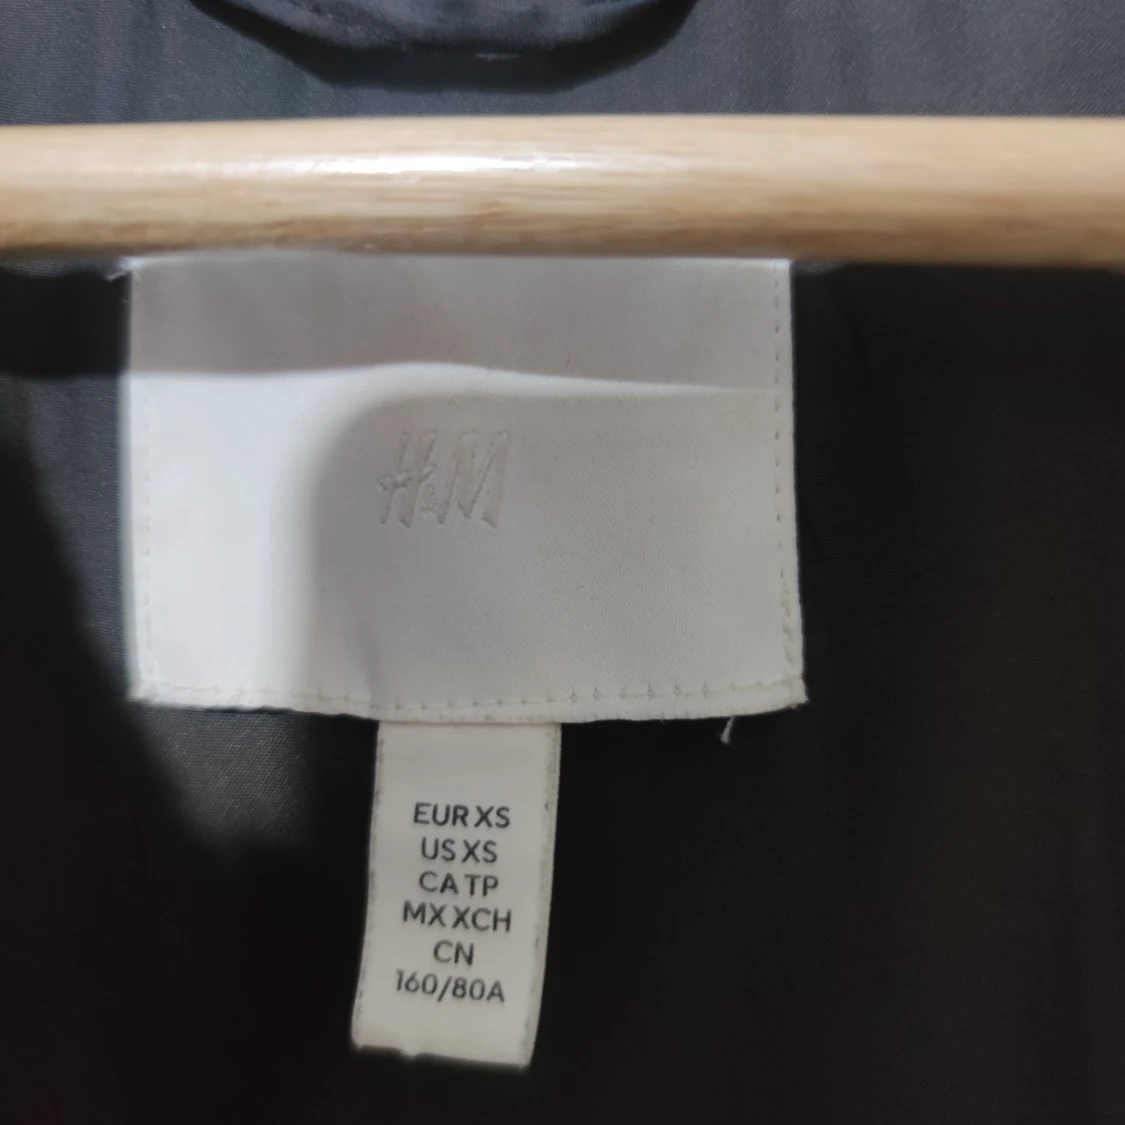 H&M
EUR XS
US XS
CA TP
MX XCH
CN
160/80A